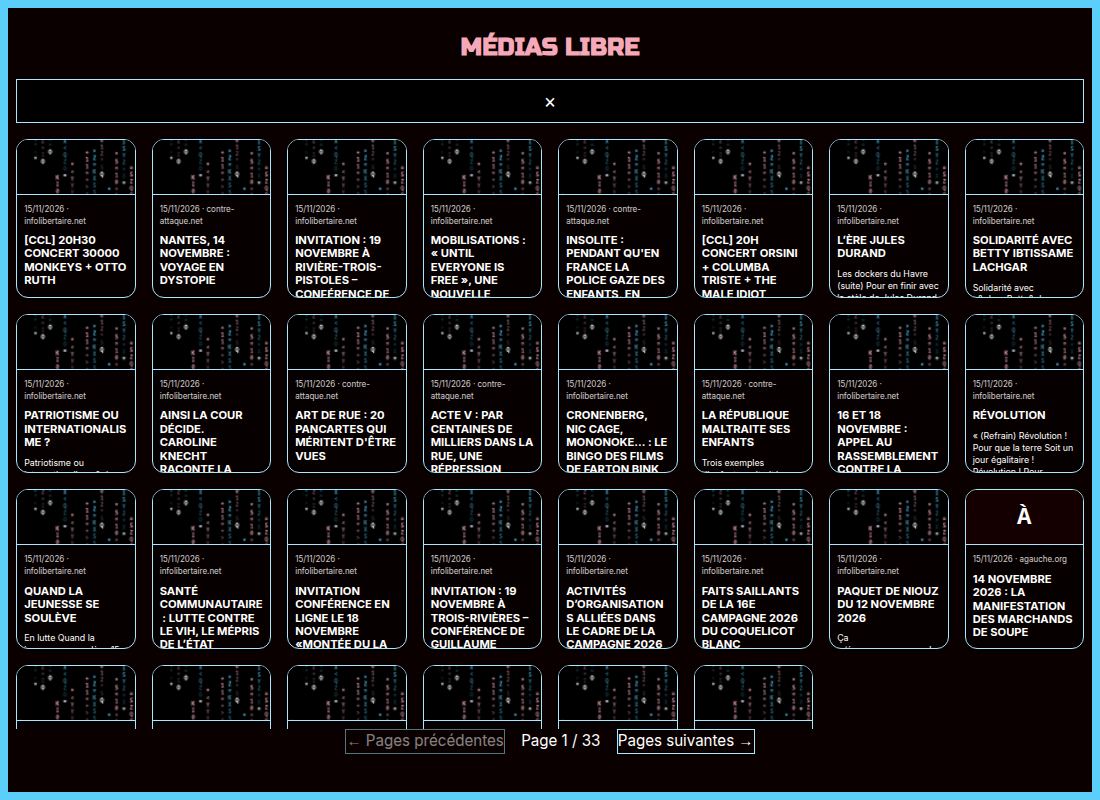 MÉDIAS LIBRE
×
15/11/2026 ·
infolibertaire.net
[CCL] 20H30
CONCERT 30000
MONKEYS + OTTO
RUTH
15/11/2026 · contre-
attaque.net
NANTES, 14
NOVEMBRE :
VOYAGE EN
DYSTOPIE
15/11/2026 ·
infolibertaire.net
INVITATION : 19
NOVEMBRE À
RIVIÈRE-TROIS-
PISTOLES –
CONFÉRENCE DE
15/11/2026 ·
infolibertaire.net
MOBILISATIONS :
« UNTIL
EVERYONE IS
FREE », UNE
NOUVELLE
15/11/2026 · contre-
attaque.net
INSOLITE :
PENDANT QU'EN
FRANCE LA
POLICE GAZE DES
ENFANTS, EN
15/11/2026 ·
infolibertaire.net
[CCL] 20H
CONCERT ORSINI
+ COLUMBA
TRISTE + THE
MALE IDIOT
15/11/2026 ·
infolibertaire.net
L’ÈRE JULES
DURAND
Les dockers du Havre
(suite) Pour en finir avec
15/11/2026 ·
infolibertaire.net
SOLIDARITÉ AVEC
BETTY IBTISSAME
LACHGAR
Solidarité avec
15/11/2026 ·
infolibertaire.net
PATRIOTISME OU
INTERNATIONALIS
ME ?
Patriotisme ou
15/11/2026 ·
infolibertaire.net
AINSI LA COUR
DÉCIDE.
CAROLINE
KNECHT
RACONTE LA
15/11/2026 · contre-
attaque.net
ART DE RUE : 20
PANCARTES QUI
MÉRITENT D'ÊTRE
VUES
15/11/2026 · contre-
attaque.net
ACTE V : PAR
CENTAINES DE
MILLIERS DANS LA
RUE, UNE
RÉPRESSION
15/11/2026 ·
infolibertaire.net
CRONENBERG,
NIC CAGE,
MONONOKE… : LE
BINGO DES FILMS
DE FARTON BINK
15/11/2026 · contre-
attaque.net
LA RÉPUBLIQUE
MALTRAITE SES
ENFANTS
Trois exemples
15/11/2026 ·
infolibertaire.net
16 ET 18
NOVEMBRE :
APPEL AU
RASSEMBLEMENT
CONTRE LA
15/11/2026 ·
infolibertaire.net
RÉVOLUTION
« (Refrain) Révolution !
Pour que la terre Soit un
jour égalitaire !
Révolution ! Pour
15/11/2026 ·
infolibertaire.net
QUAND LA
JEUNESSE SE
SOULÈVE
En lutte Quand la
15/11/2026 ·
infolibertaire.net
SANTÉ
COMMUNAUTAIRE
: LUTTE CONTRE
LE VIH, LE MÉPRIS
DE L’ÉTAT
15/11/2026 ·
infolibertaire.net
INVITATION
CONFÉRENCE EN
LIGNE LE 18
NOVEMBRE
«MONTÉE DU LA
15/11/2026 ·
infolibertaire.net
INVITATION : 19
NOVEMBRE À
TROIS-RIVIÈRES –
CONFÉRENCE DE
GUILLAUME
15/11/2026 ·
infolibertaire.net
ACTIVITÉS
D’ORGANISATION
S ALLIÉES DANS
LE CADRE DE LA
CAMPAGNE 2026
15/11/2026 ·
infolibertaire.net
FAITS SAILLANTS
DE LA 16E
CAMPAGNE 2026
DU COQUELICOT
BLANC
15/11/2026 ·
infolibertaire.net
PAQUET DE NIOUZ
DU 12 NOVEMBRE
2026
Ça
À
15/11/2026 · agauche.org
14 NOVEMBRE
2026 : LA
MANIFESTATION
DES MARCHANDS
DE SOUPE
← Pages précédentes
Page 1 / 33
Pages suivantes →